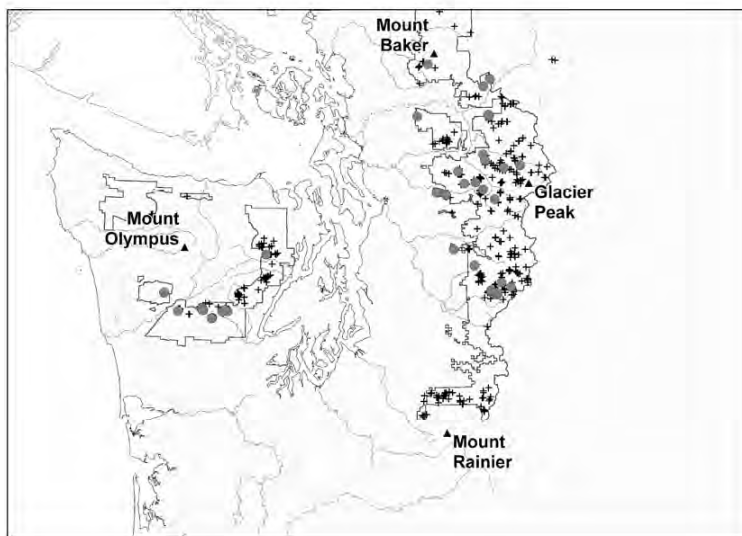 Mount
Baker
Glacier
Peak
Mount
Olympus
Mount
Rainier